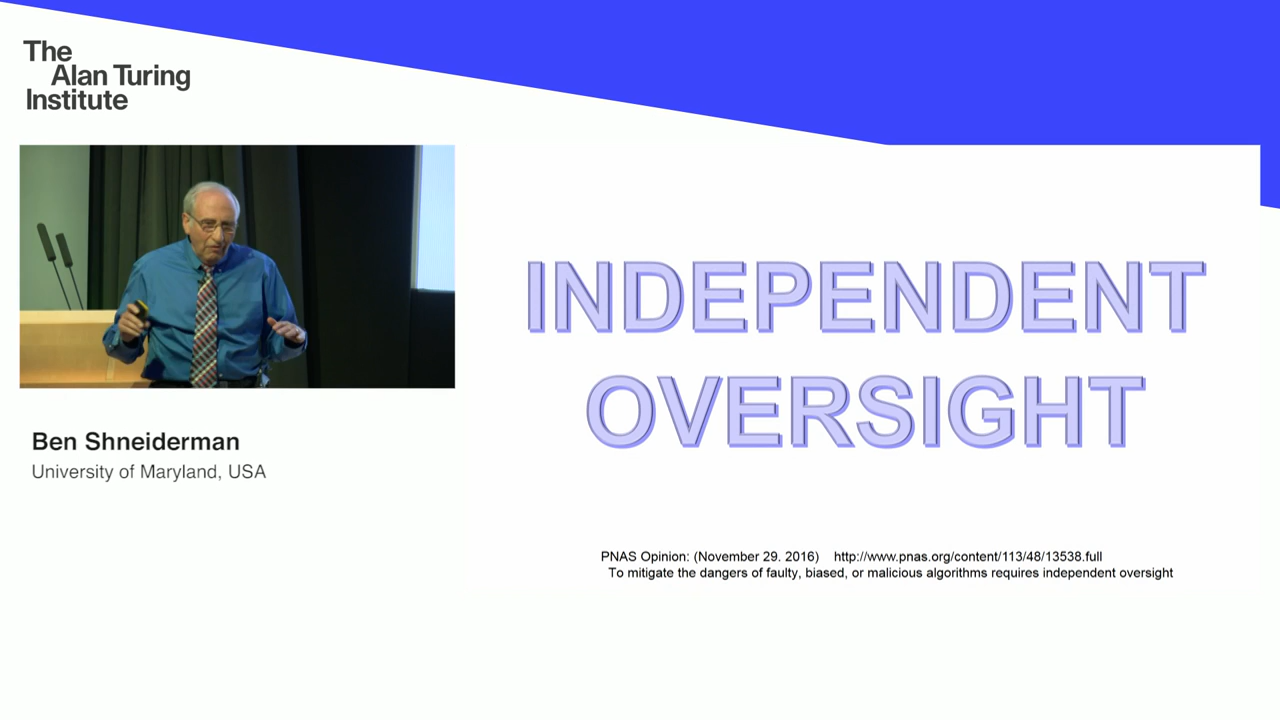 The
Alan Turing
Institute
Ben Shneiderman
University of Maryland, USA
INDEPENDENT
OVERSIGHT
PNAS Opinion: (November 29. 2016) http://www.pnas.org/content/113/48/13538.full
To mitigate the dangers of faulty, biased, or malicious algorithms requires independent oversight